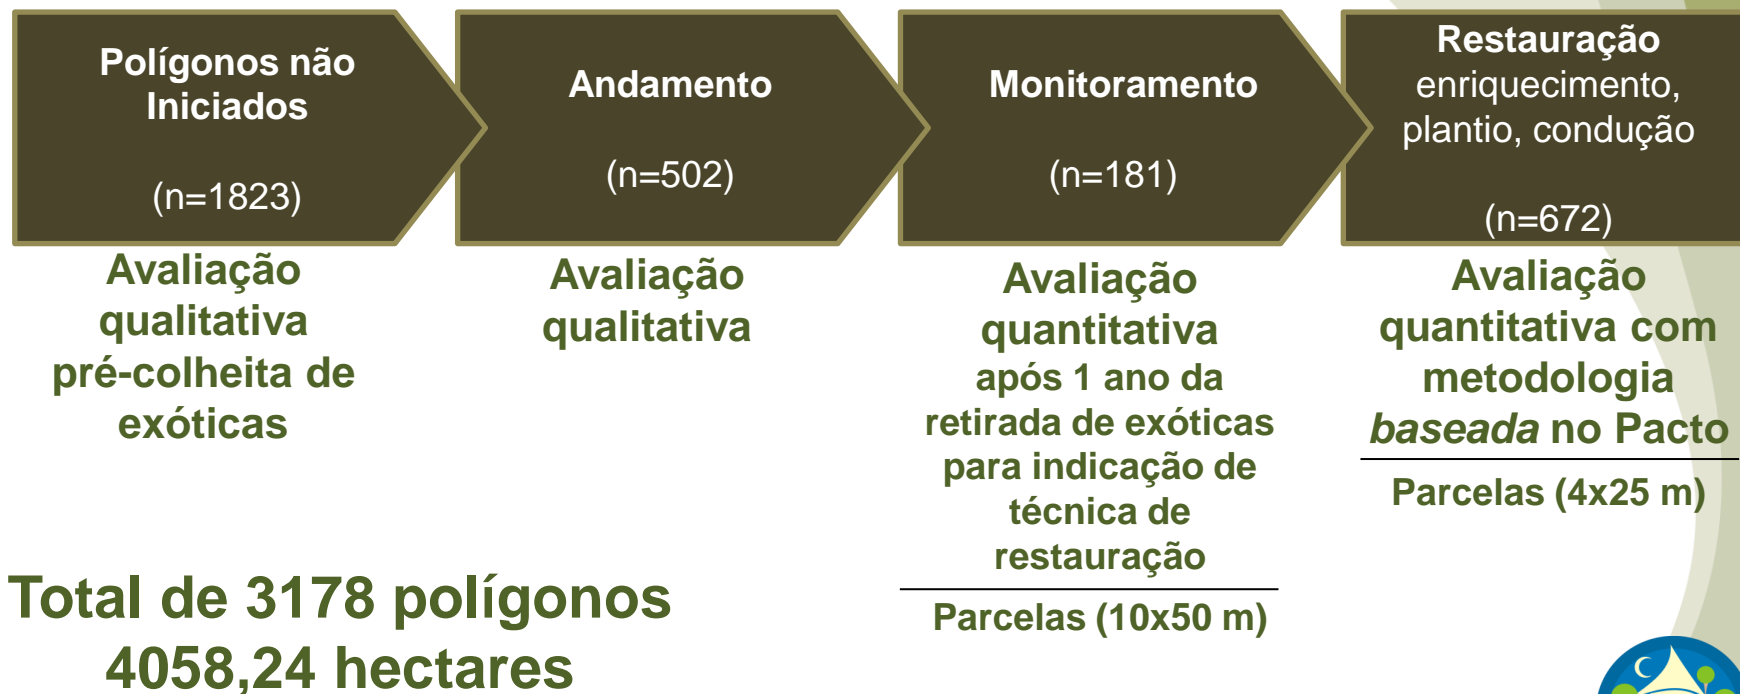 Polígonos não
Iniciados
(n=1823)
Andamento
(n=502)
Monitoramento
(n=181)
Restauração
enriquecimento,
plantio, condução
(n=672)
Avaliação
qualitativa
pré-colheita de
exóticas
Avaliação
qualitativa
Avaliação
quantitativa
após 1 ano da
retirada de exóticas
para indicação de
técnica de
restauração
Parcelas (10x50 m)
Avaliação
quantitativa com
metodologia
baseada no Pacto
Parcelas (4x25 m)
Total de 3178 polígonos
4058,24 hectares